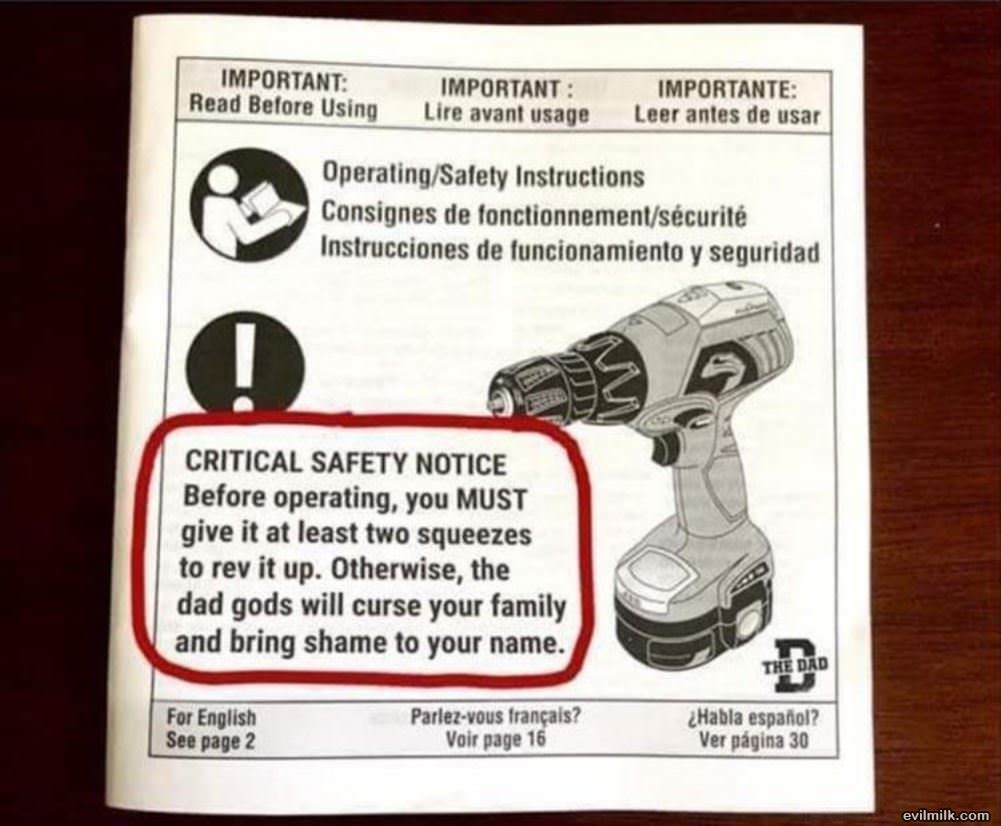 IMPORTANT:
Read Before Using
IMPORTANT :
Lire avant usage
IMPORTANTE:
Leer antes de usar
Operating/Safety Instructions
Consignes de fonctionnement/sécurité
Instrucciones de funcionamiento y seguridad
!
CRITICAL SAFETY NOTICE
Before operating, you MUST
give it at least two squeezes
to rev it up. Otherwise, the
dad gods will curse your family
and bring shame to your name.
D
THE DAD
For English
See page 2
Parlez-vous français?
Voir page 16
¿Habla español?
Ver página 30
evilmilk.com